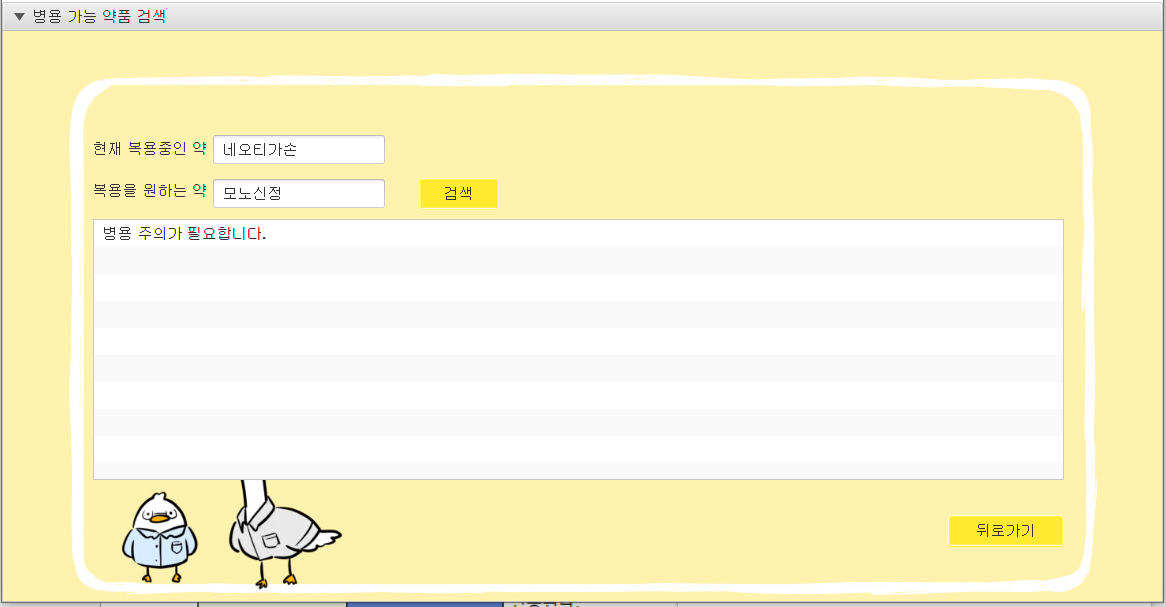 병용 가능 약품 검색
현재 복용중인 약 네오티가손
복용을 원하는 약 모노신정 검색
병용 주의가 필요합니다.
뒤로가기